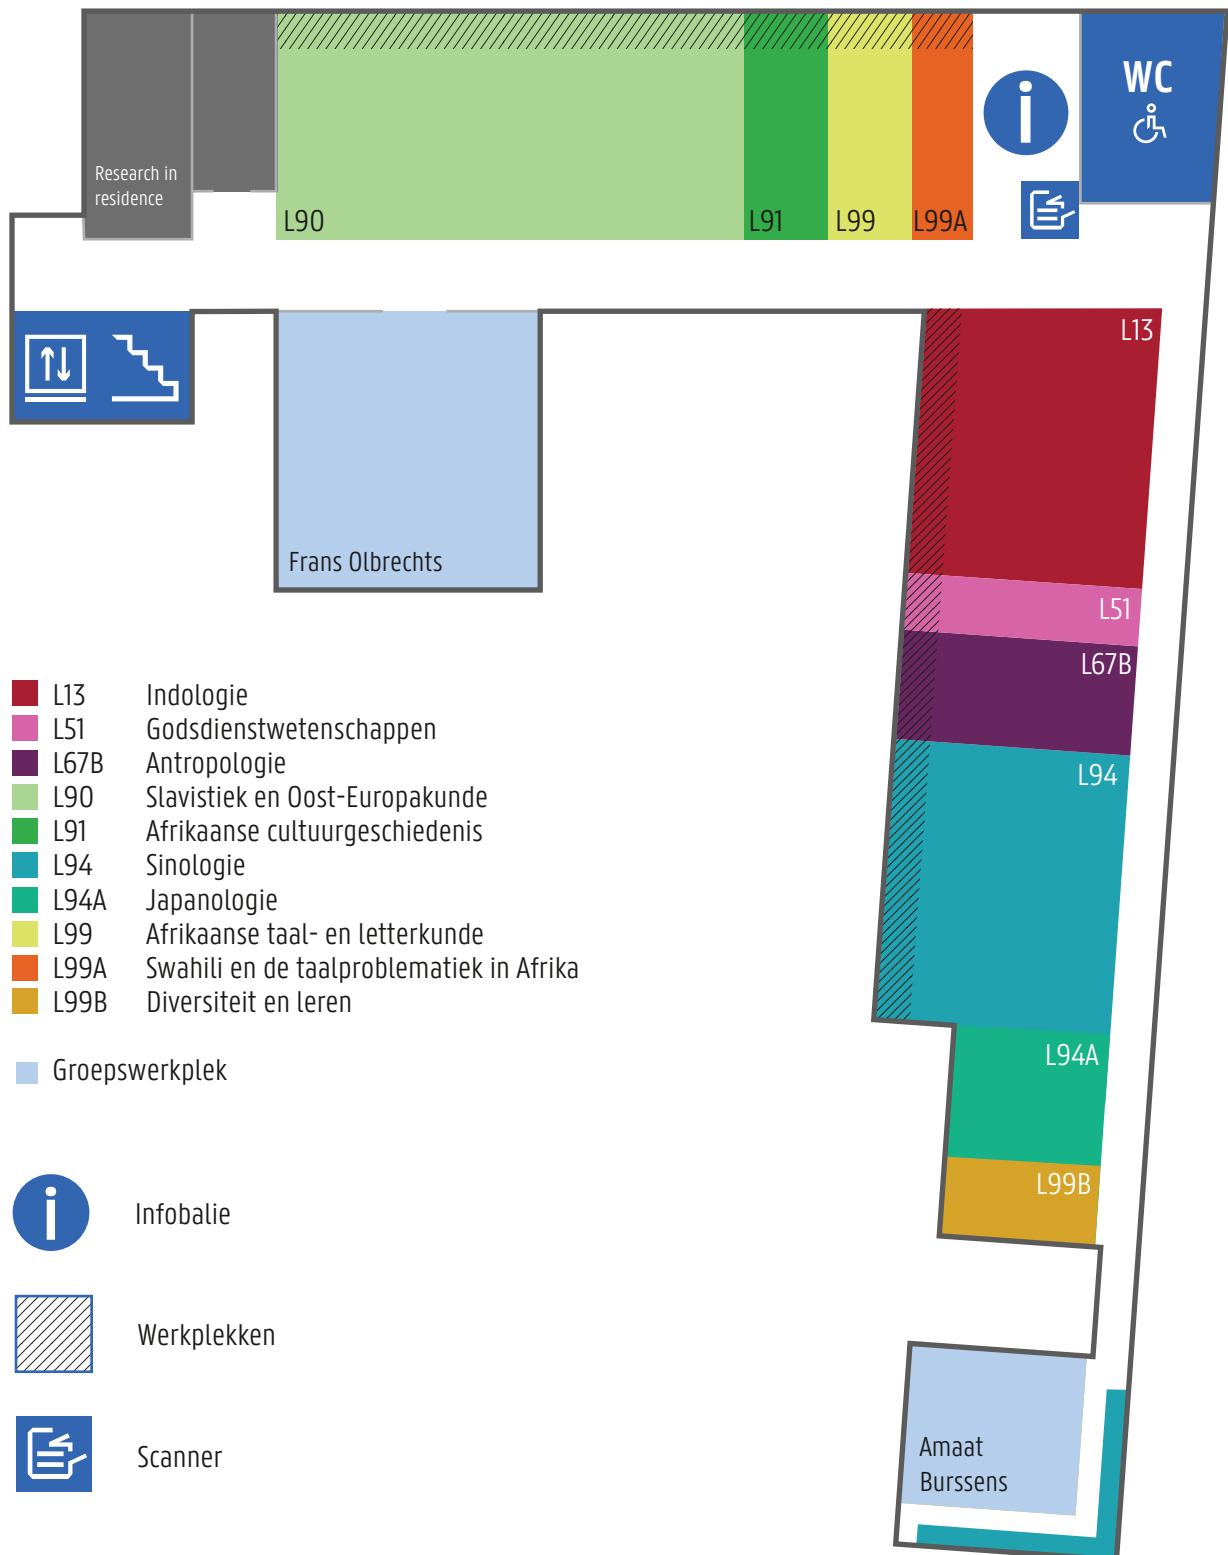 WC
Research in
residence
L90
L91
L99
L99A
L13
Frans Olbrechts
L51
L67B
L94
L13 Indologie
L51 Godsdienstwetenschappen
L67B Antropologie
L90 Slavistiek en Oost-Europakunde
L91 Afrikaanse cultuurgeschiedenis
L94 Sinologie
L94A Japanologie
L99 Afrikaanse taal- en letterkunde
L99A Swahili en de taalproblematiek in Afrika
L99B Diversiteit en leren
Groepswerkplek
L94A
L99B
i Infobalie
Werkplekken
Scanner
Amaat
Burssens
i